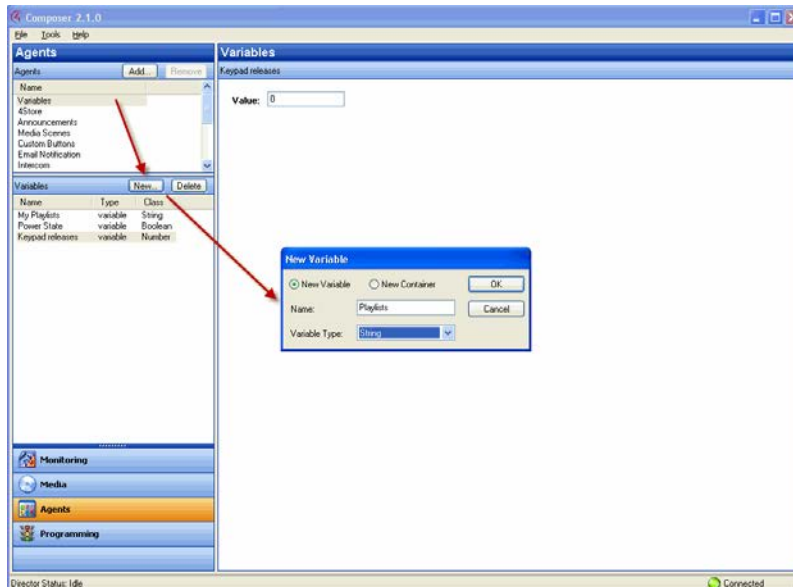 Composer 2.1.0
File Tools Help
Agents
Agents Add... Remove
Name
Variables
4Store
Announcements
Media Scenes
Custom Buttons
Email Notification
Intercom
Variables New... Delete
Name Type Class
My Playlists variable String
Power State variable Boolean
Keypad releases variable Number
Monitoring
Media
Agents
Programming
Director Status: Idle
Variables
Keypad releases
Value: 0
New Variable
New Variable New Container OK
Name: Playlists Cancel
Variable Type: String
Connected